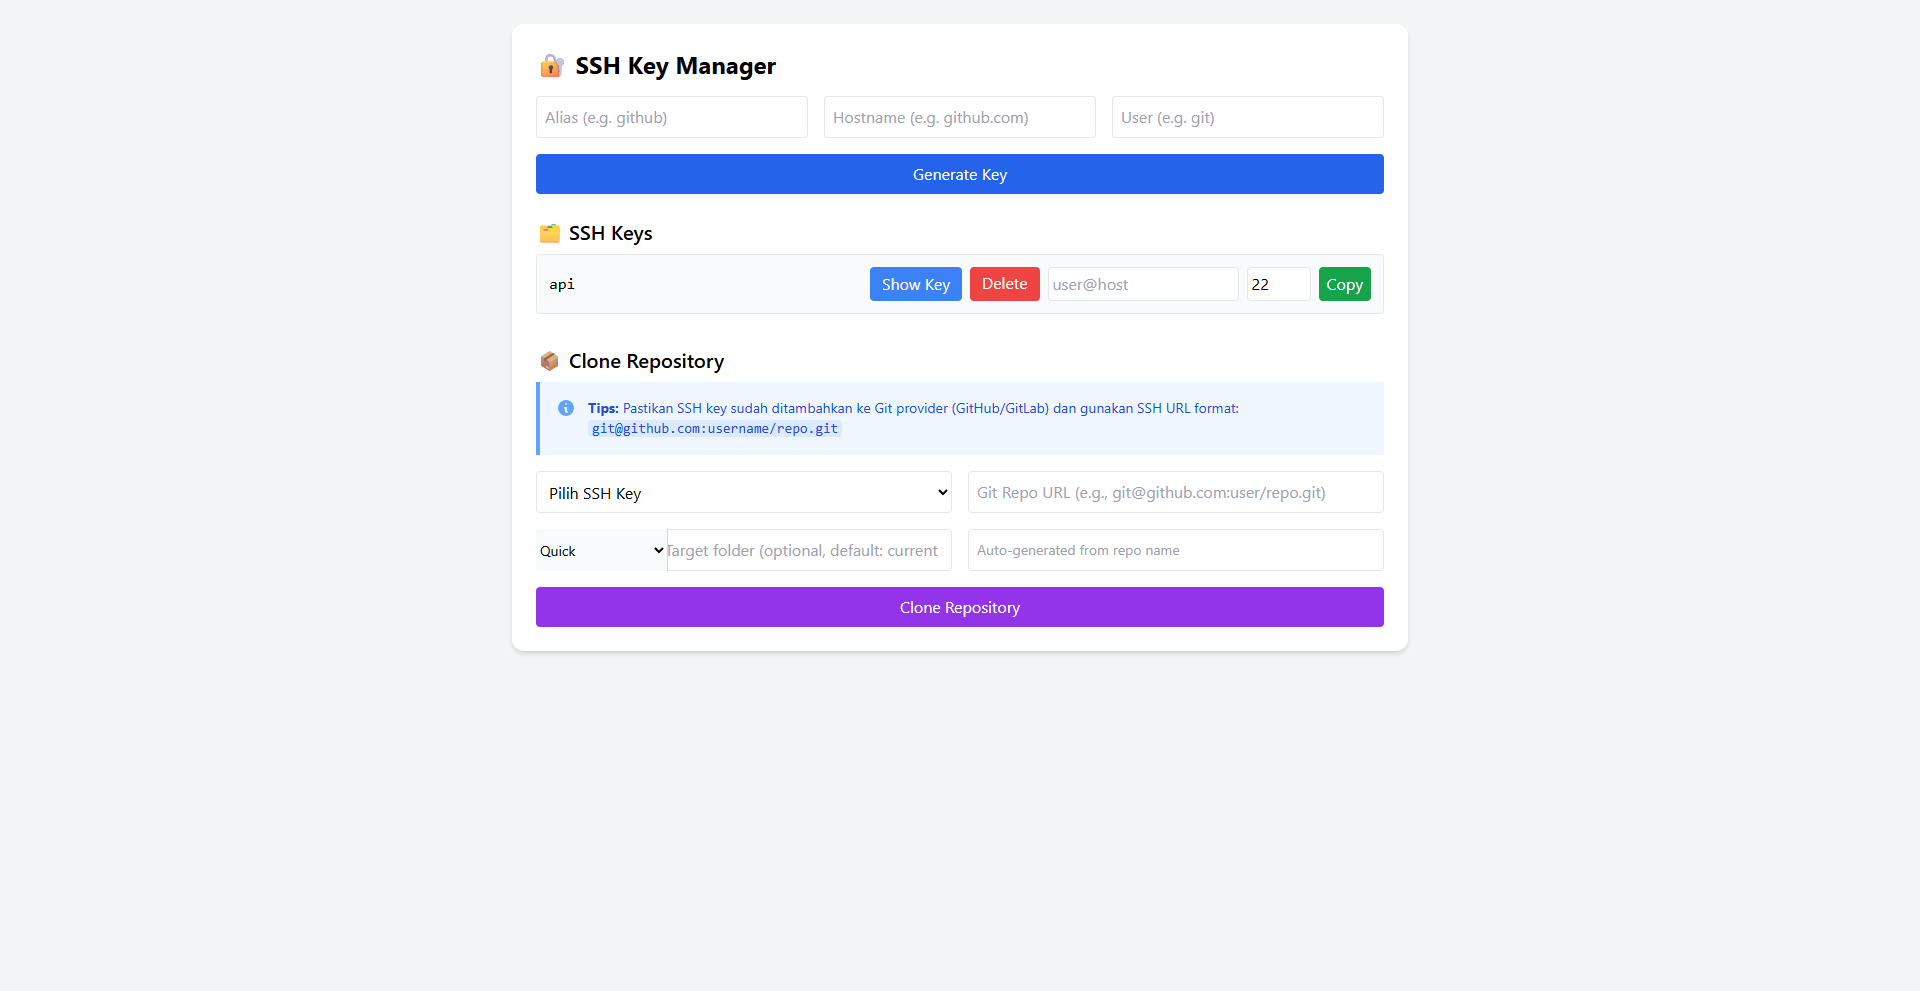 SSH Key Manager
Alias (e.g. github) Hostname (e.g. github.com) User (e.g. git)
Generate Key
SSH Keys
api Show Key Delete user@host 22 Copy
Clone Repository
Tips: Pastikan SSH key sudah ditambahkan ke Git provider (GitHub/GitLab) dan gunakan SSH URL format:
git@github.com:username/repo.git
Pilih SSH Key Git Repo URL (e.g., git@github.com:user/repo.git)
Quick Target folder (optional, default: current Auto-generated from repo name
Clone Repository